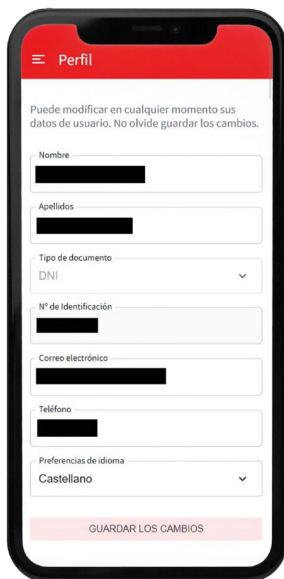 Perfil
Puede modificar en cualquier momento sus
datos de usuario. No olvide guardar los cambios.
Nombre
Apellidos
Tipo de documento
DNI
Nº de Identificación
Correo electrónico
Teléfono
Preferencias de idioma
Castellano
GUARDAR LOS CAMBIOS